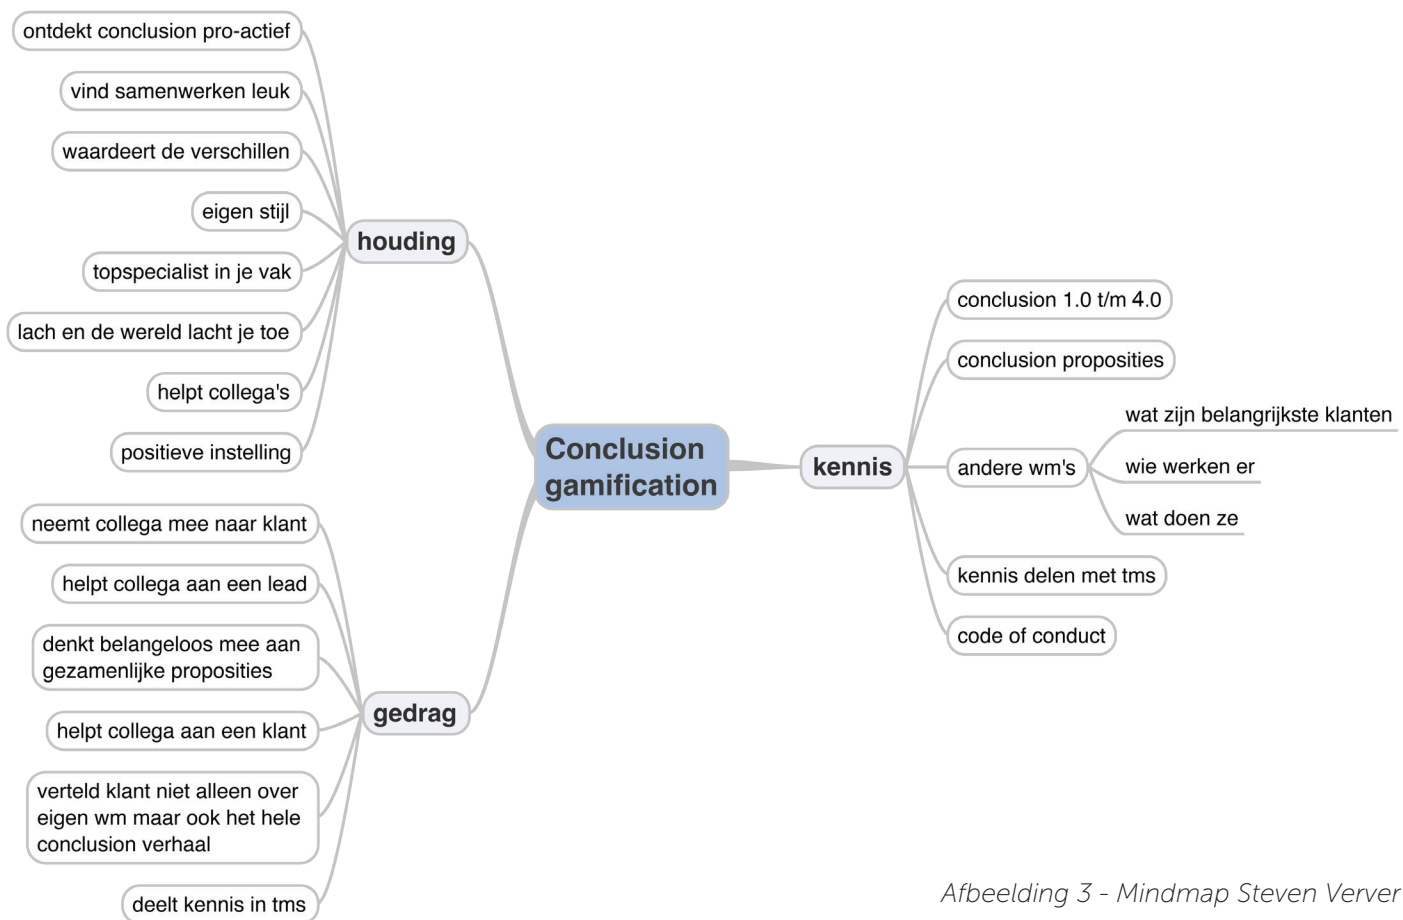 ontdekt conclusion pro-actief
vind samenwerken leuk
waardeert de verschillen
eigen stijl
topspecialist in je vak
lach en de wereld lacht je toe
helpt collega's
positieve instelling
houding
neemt collega mee naar klant
helpt collega aan een lead
denkt belangeloos mee aan
gezamenlijke proposities
helpt collega aan een klant
verteld klant niet alleen over
eigen wm maar ook het hele
conclusion verhaal
deelt kennis in tms
gedrag
Conclusion
gamification
kennis
conclusion 1.0 t/m 4.0
conclusion proposities
andere wm's
wat zijn belangrijkste klanten
wie werken er
wat doen ze
kennis delen met tms
code of conduct
Afbeelding 3 - Mindmap Steven Verver